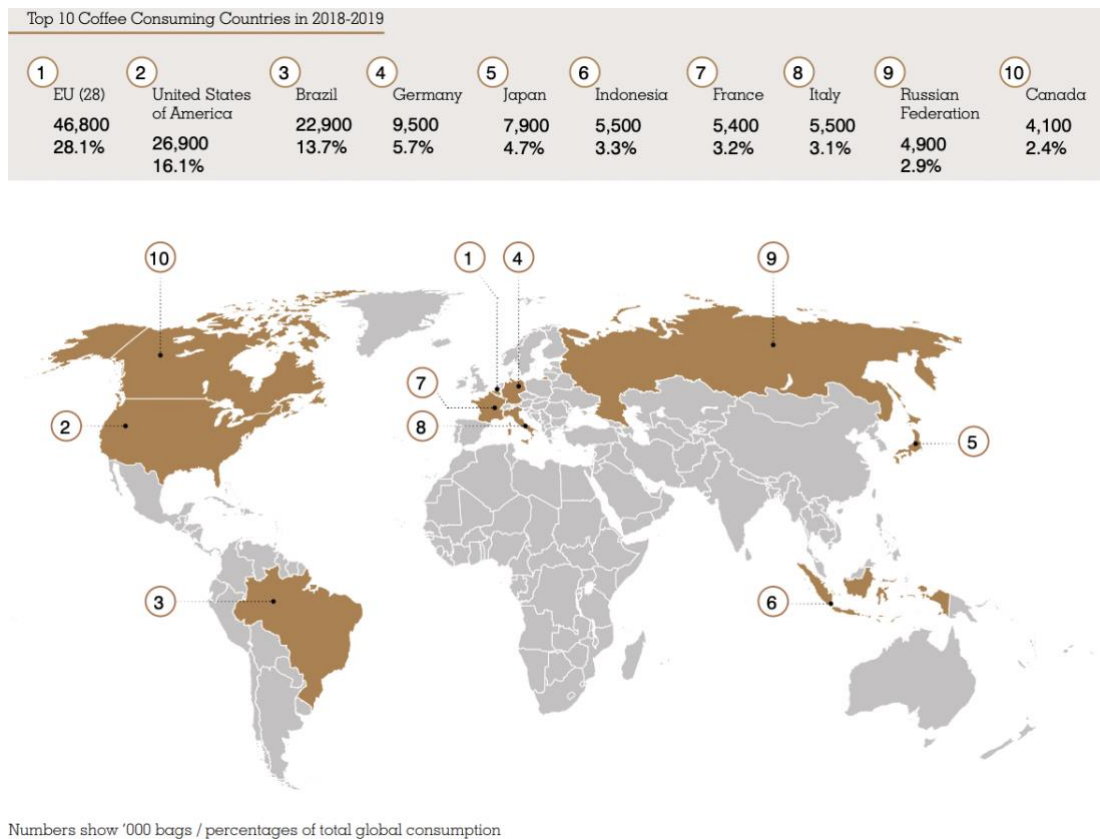 Top 10 Coffee Consuming Countries in 2018-2019
1
EU (28)
46,800
28.1%
2
United States
of America
26,900
16.1%
3
Brazil
22,900
13.7%
4
Germany
9,500
5.7%
5
Japan
7,900
4.7%
6
Indonesia
5,500
3.3%
7
France
5,400
3.2%
8
Italy
5,500
3.1%
9
Russian
Federation
4,900
2.9%
10
Canada
4,100
2.4%
10
1
4
9
7
2
8
5
3
6
Numbers show ’000 bags / percentages of total global consumption